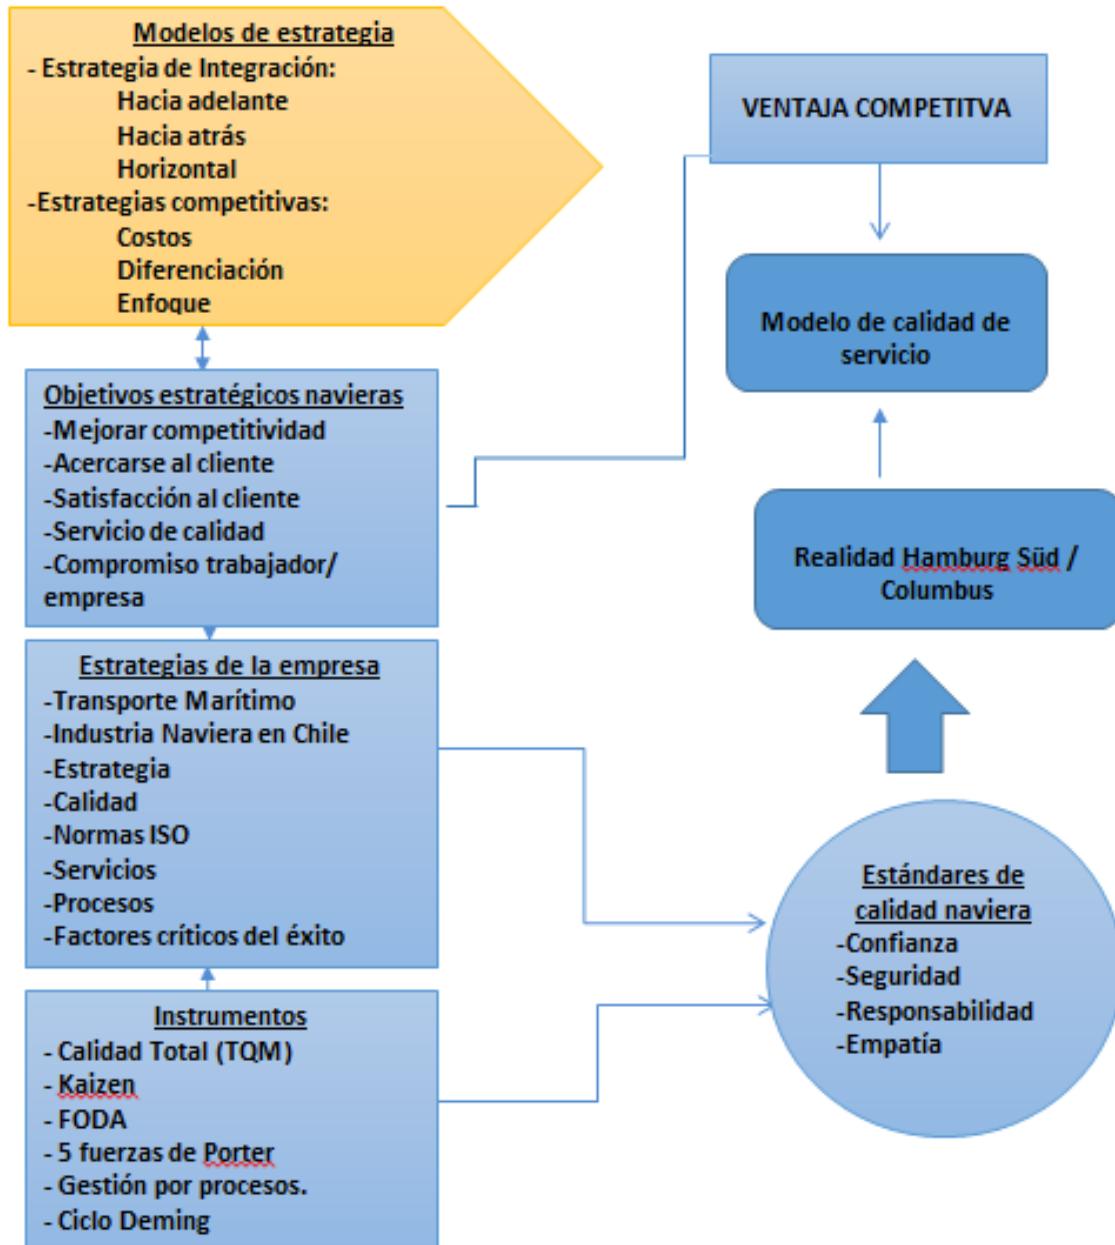 Modelos de estrategia
- Estrategia de Integración:
Hacia adelante
Hacia atrás
Horizontal
-Estrategias competitivas:
Costos
Diferenciación
Enfoque
Objetivos estratégicos navieras
-Mejorar competitividad
-Acercarse al cliente
-Satisfacción al cliente
-Servicio de calidad
-Compromiso trabajador/
empresa
Estrategias de la empresa
-Transporte Marítimo
-Industria Naviera en Chile
-Estrategia
-Calidad
-Normas ISO
-Servicios
-Procesos
-Factores críticos del éxito
Instrumentos
- Calidad Total (TQM)
- Kaizen
- FODA
- 5 fuerzas de Porter
- Gestión por procesos.
- Ciclo Deming
VENTAJA COMPETITVA
Modelo de calidad de
servicio
Realidad Hamburg Süd /
Columbus
Estándares de
calidad naviera
-Confianza
-Seguridad
-Responsabilidad
-Empatía